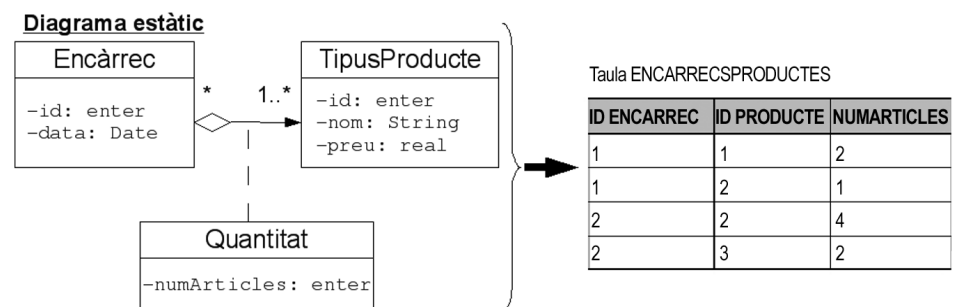 Diagrama estàtic
Encàrrec
-id: enter
-data: Date
*
1..*
TipusProducte
-id: enter
-nom: String
-preu: real
Quantitat
-numArticles: enter
Taula ENCARRECSPRODUCTES
ID ENCARREC ID PRODUCTE NUMARTICLES
1 1 2
1 2 1
2 2 4
2 3 2